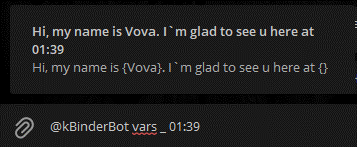 Hi, my name is Vova. I`m glad to see u here at
01:39
Hi, my name is {Vova}. I`m glad to see u here at {}
@kBinderBot vars _ 01:39